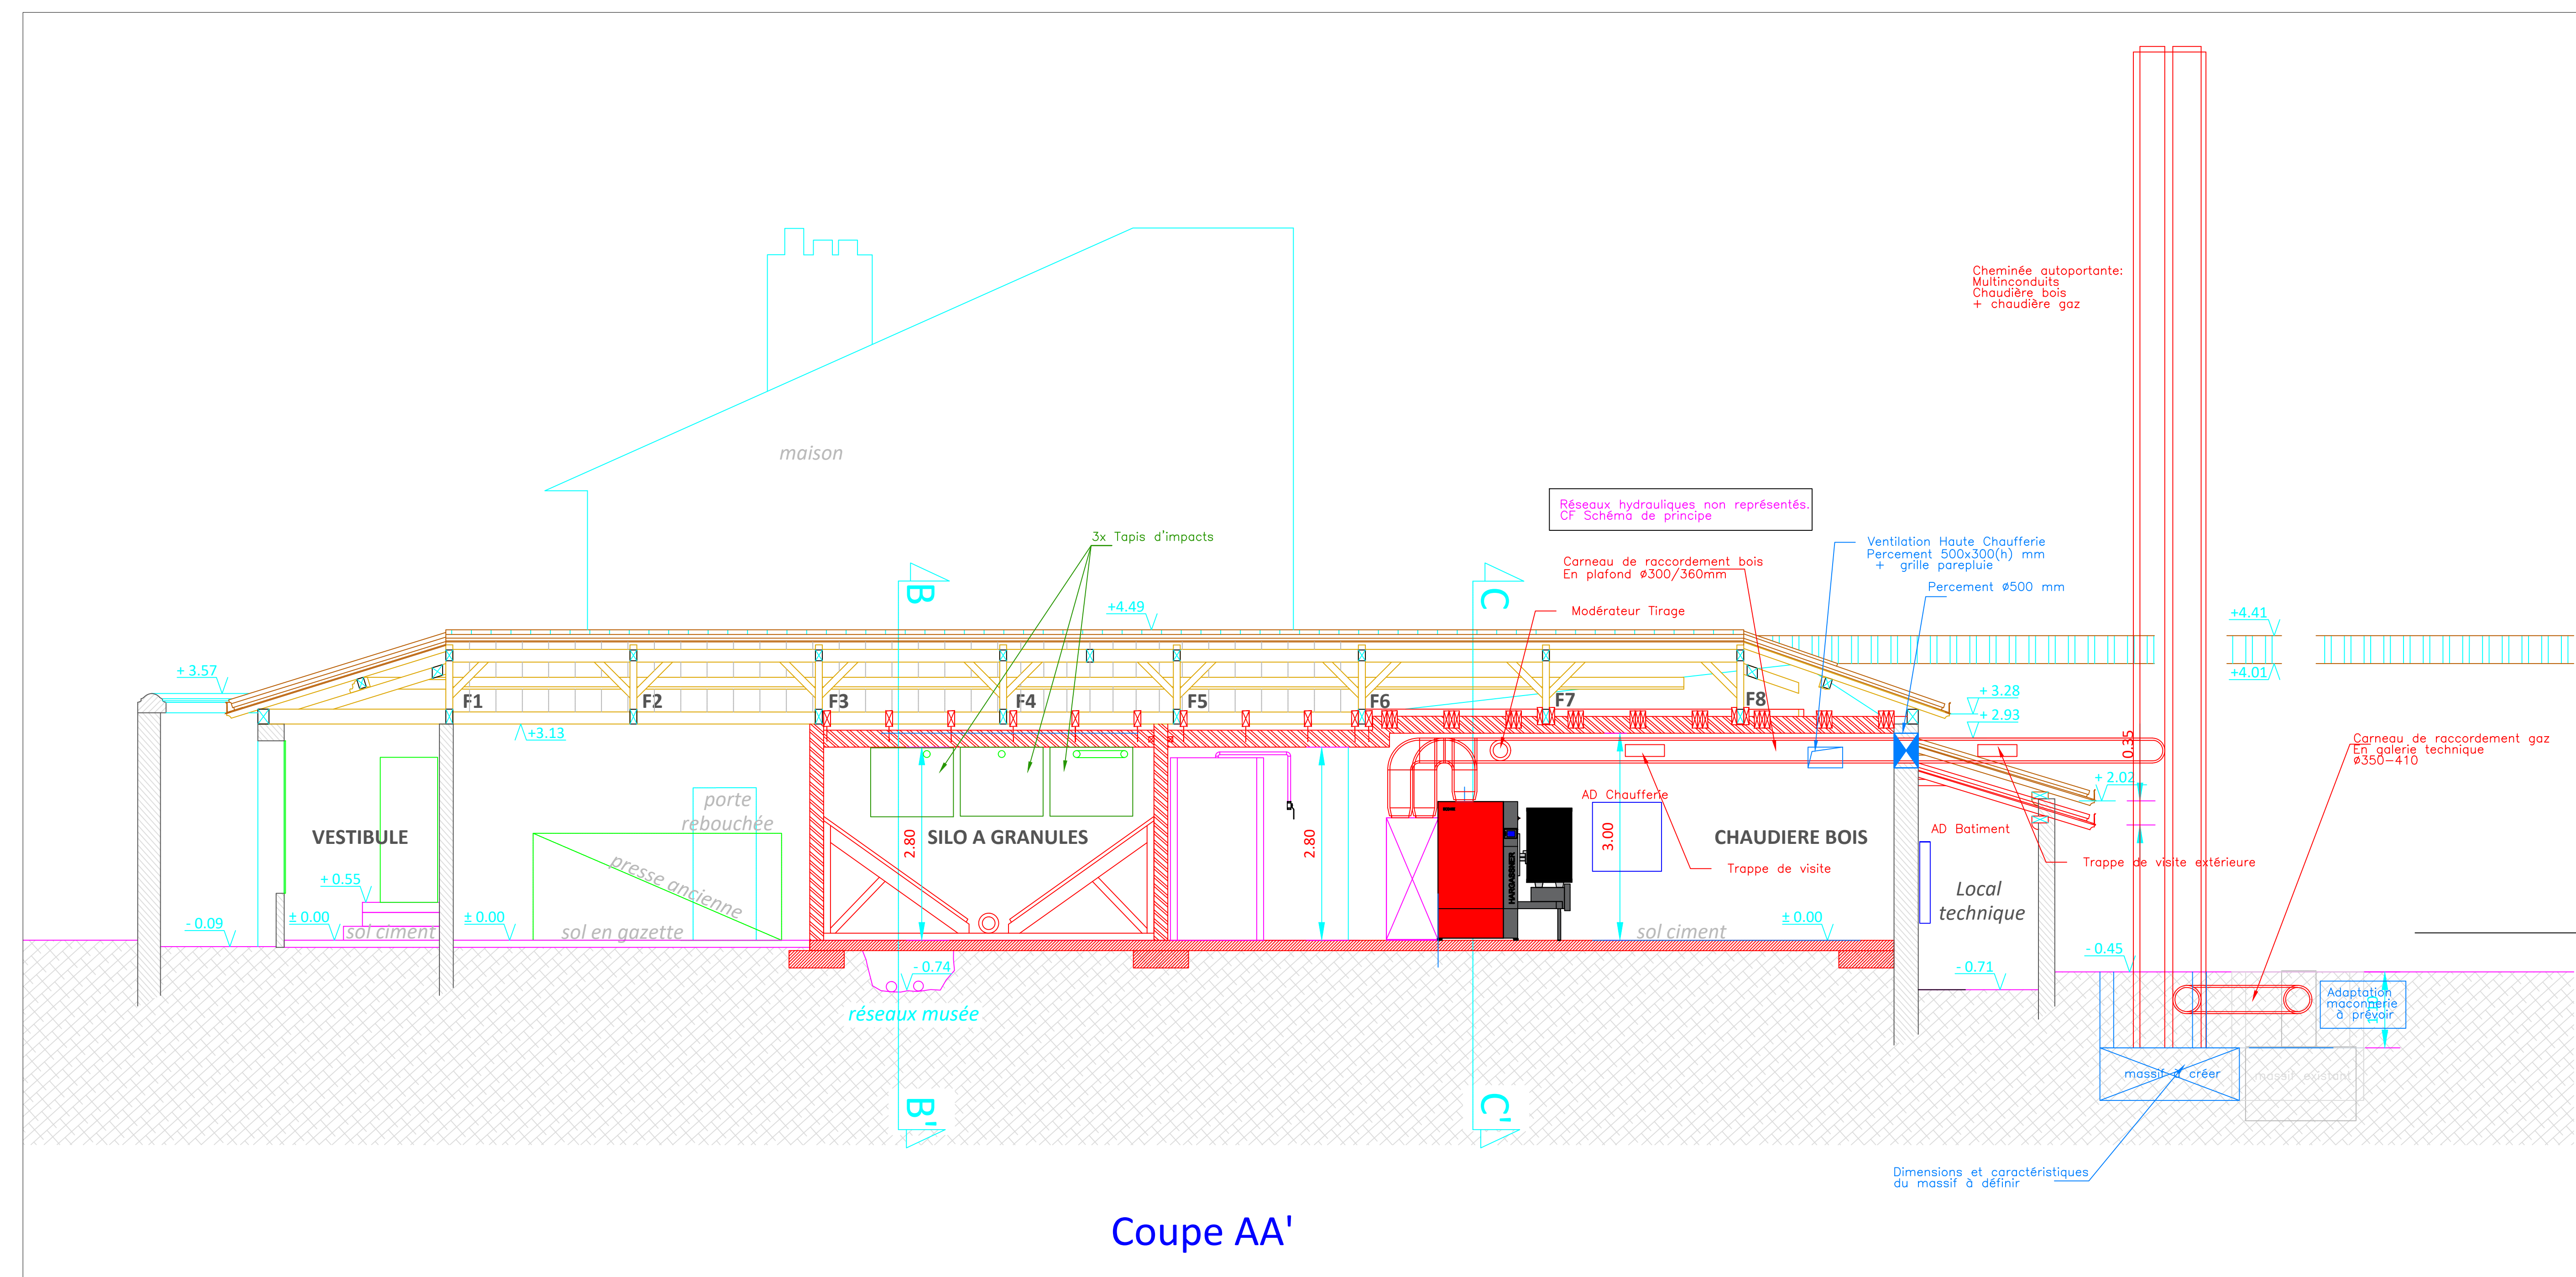 Cheminée autoportante:
Multinconduits
Chaudière bois
+ chaudière gaz
maison
Réseaux hydrauliques non représentés.
CF Schéma de principe
3x Tapis d'impacts
Ventilation Haute Chaufferie
Percement 500x300(h) mm
+ grille parepluie
Carneau de raccordement bois
En plafond ø300/360mm
Percement ø500 mm
B
C
Modérateur Tirage
+4.49
+4.41
+4.01
+ 3.57
+ 3.28
+ 2.93
F1
F2
F3
F4
F5
F6
F7
F8
+3.13
0.35
Carneau de raccordement gaz
En galerie technique
ø350-410
+ 2.02
AD Chaufferie
porte
rebouchée
VESTIBULE
2.80
SILO A GRANULES
2.80
HARGASSNER
3.00
CHAUDIERE BOIS
AD Batiment
Trappe de visite
Trappe de visite extérieure
presse ancienne
+ 0.55
Local
technique
- 0.09
± 0.00
sol ciment
± 0.00
sol en gazette
sol ciment
± 0.00
- 0.45
- 0.74
- 0.71
réseaux musée
Adaptation
maconnerie
à prévoir
massif à créer
massif existant
B'
C'
Dimensions et caractéristiques
du massif à définir
Coupe AA'